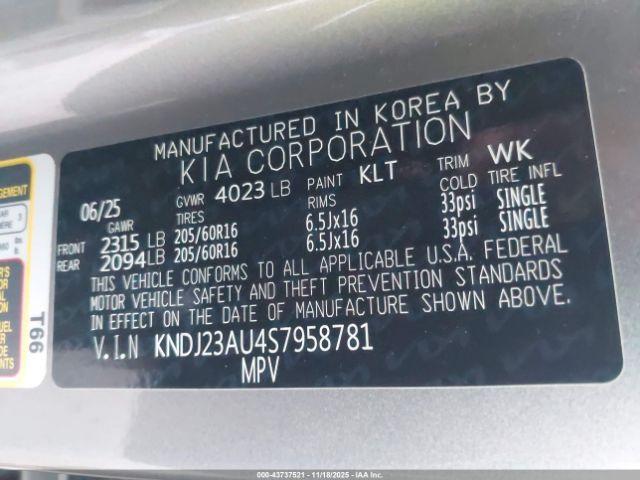 MANUFACTURED IN KOREA BY
KIA CORPORATION
06/25 GVWR 4023 LB PAINT KLT TRIM WK
GAWR TIRES RIMS COLD TIRE INFL
FRONT 2315 LB 205/60R16 6.5Jx16 33psi SINGLE
REAR 2094 LB 205/60R16 6.5Jx16 33psi SINGLE
THIS VEHICLE CONFORMS TO ALL APPLICABLE U.S.A. FEDERAL
MOTOR VEHICLE SAFETY AND THEFT PREVENTION STANDARDS
IN EFFECT ON THE DATE OF MANUFACTURE SHOWN ABOVE.
V.I.N KNDJ23AU4S7958781
MPV
T66
000-43737521 - 11/18/2025 - IAA Inc.